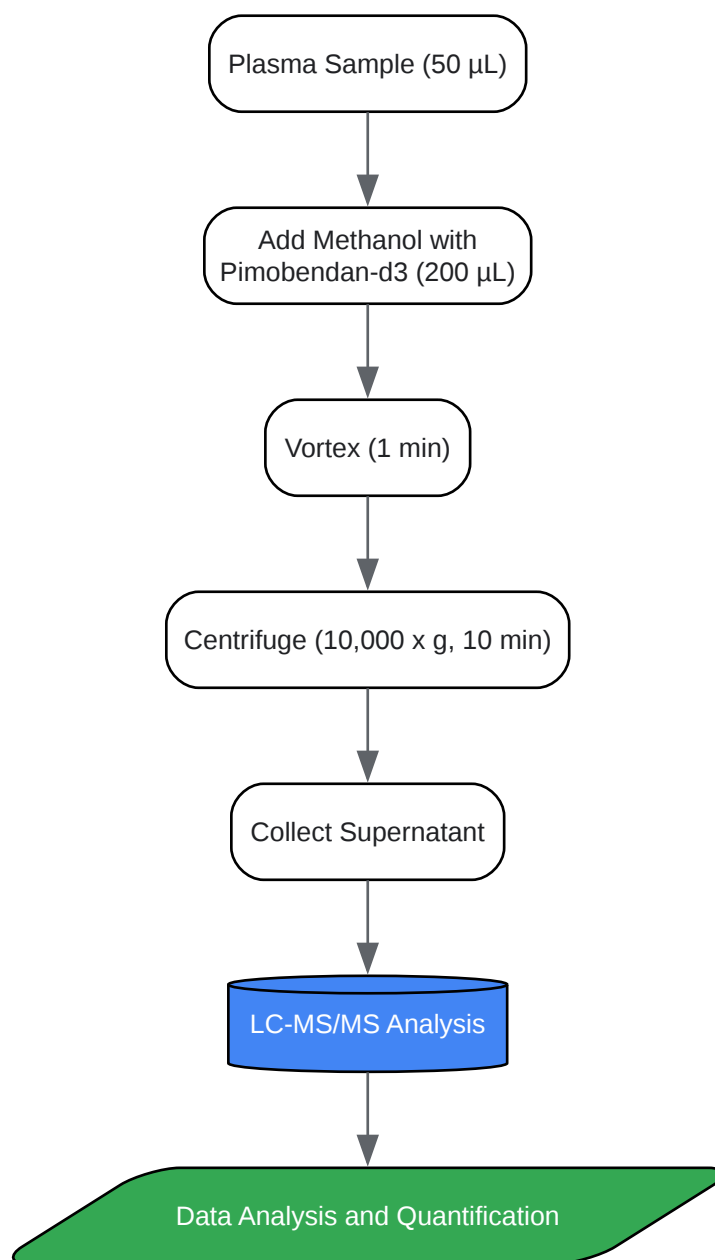 Plasma Sample (50 µL)
Add Methanol with
Pimobendan-d3 (200 µL)
Vortex (1 min)
Centrifuge (10,000 x g, 10 min)
Collect Supernatant
LC-MS/MS Analysis
Data Analysis and Quantification